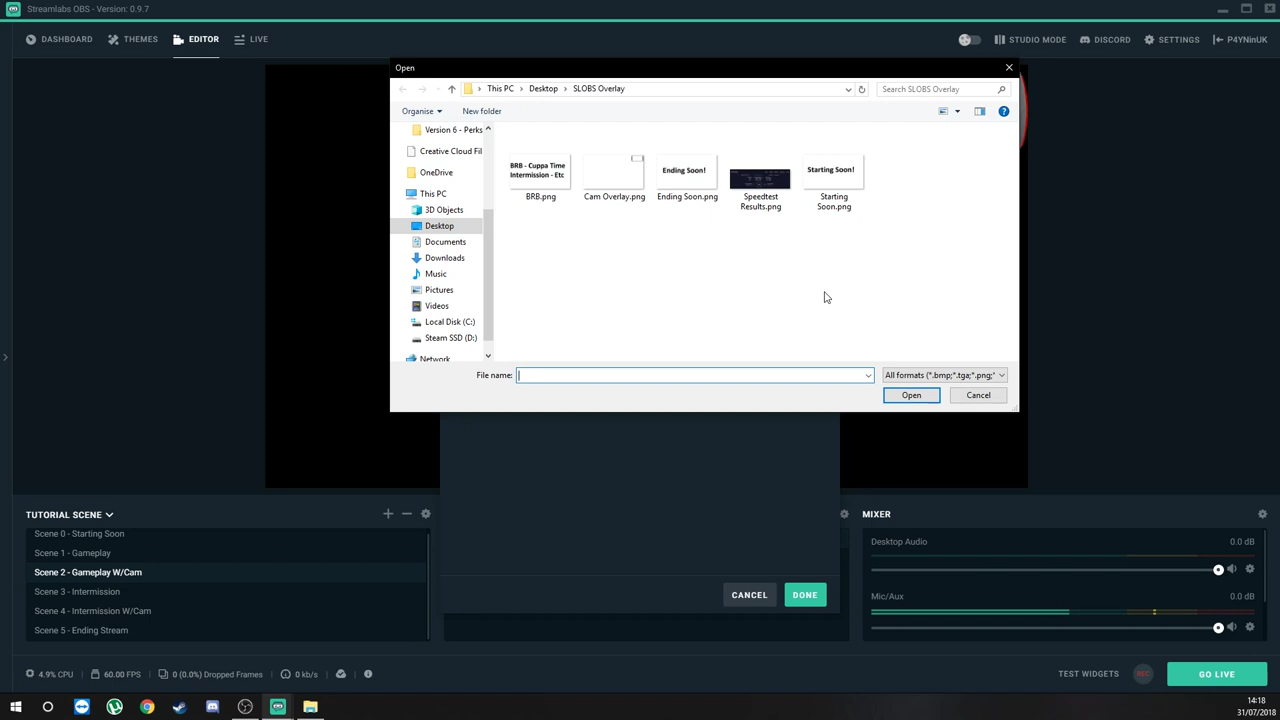 Streamlabs OBS - Version: 0.9.7
DASHBOARD
THEMES
EDITOR
LIVE
STUDIO MODE
DISCORD
SETTINGS
P4YNinUK
Open
This PC
Desktop
SLOBS Overlay
Search SLOBS Overlay
Organise
New folder
Version 6 - Perks
Creative Cloud Fil
OneDrive
This PC
3D Objects
Desktop
Documents
Downloads
Music
Pictures
Videos
Local Disk (C:)
Steam SSD (D:)
Network
BRB - Cuppa Time
Intermission - Etc
BRB.png
Cam Overlay.png
Ending Soon!
Ending Soon.png
Speedtest
Results.png
Starting Soon!
Starting
Soon.png
File name:
All formats (*.bmp;*.tga;*.png;*
Open
Cancel
CANCEL
DONE
TUTORIAL SCENE
Scene 0 - Starting Soon
Scene 1 - Gameplay
Scene 2 - Gameplay W/Cam
Scene 3 - Intermission
Scene 4 - Intermission W/Cam
Scene 5 - Ending Stream
MIXER
Desktop Audio
0.0 dB
Mic/Aux
0.0 dB
4.9% CPU
60.00 FPS
0 (0.0%) Dropped Frames
0 kb/s
TEST WIDGETS
REC
GO LIVE
14:18
31/07/2018